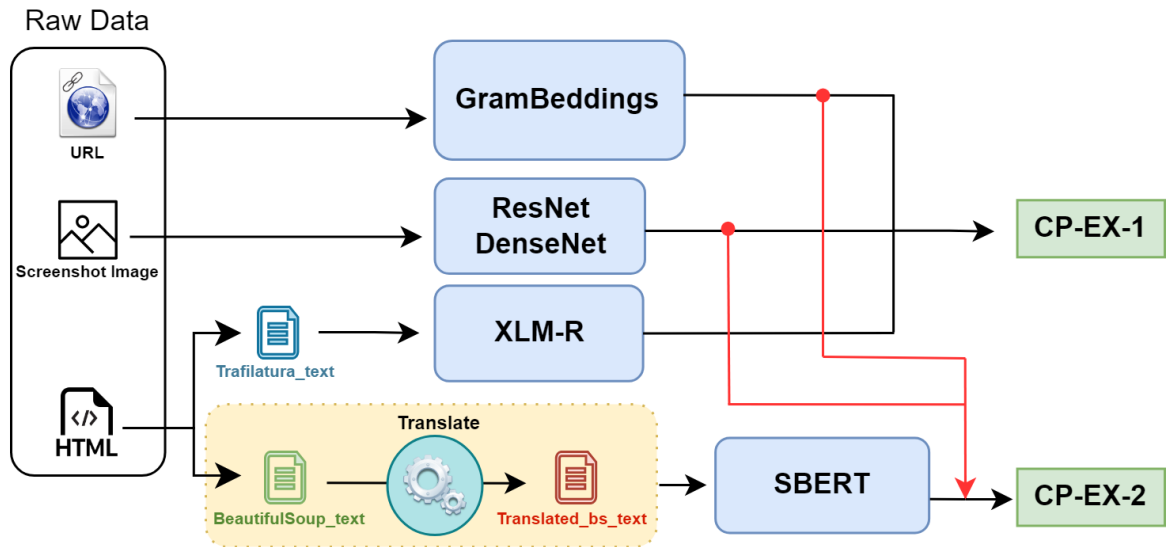 Raw Data
URL
GramBeddings
Screenshot Image
ResNet
DenseNet
CP-EX-1
Trafilatura_text
XLM-R
</>
HTML
Translate
BeautifulSoup_text
Translated_bs_text
SBERT
CP-EX-2